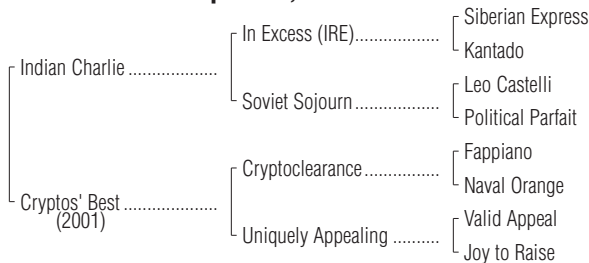 Siberian Express
In Excess (IRE)..................
Kantado
Indian Charlie ...................
Leo Castelli
Soviet Sojourn ..................
Political Parfait
Fappiano
Cryptoclearance ................
Naval Orange
Cryptos' Best ....................
(2001)
Valid Appeal
Uniquely Appealing ..........
Joy to Raise